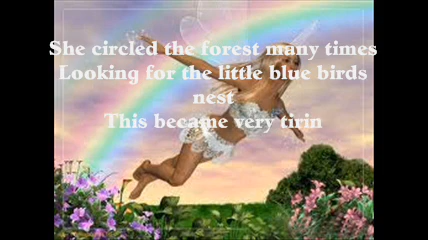 She circled the forest many times
Looking for the little blue birds
nest
This became very tirin